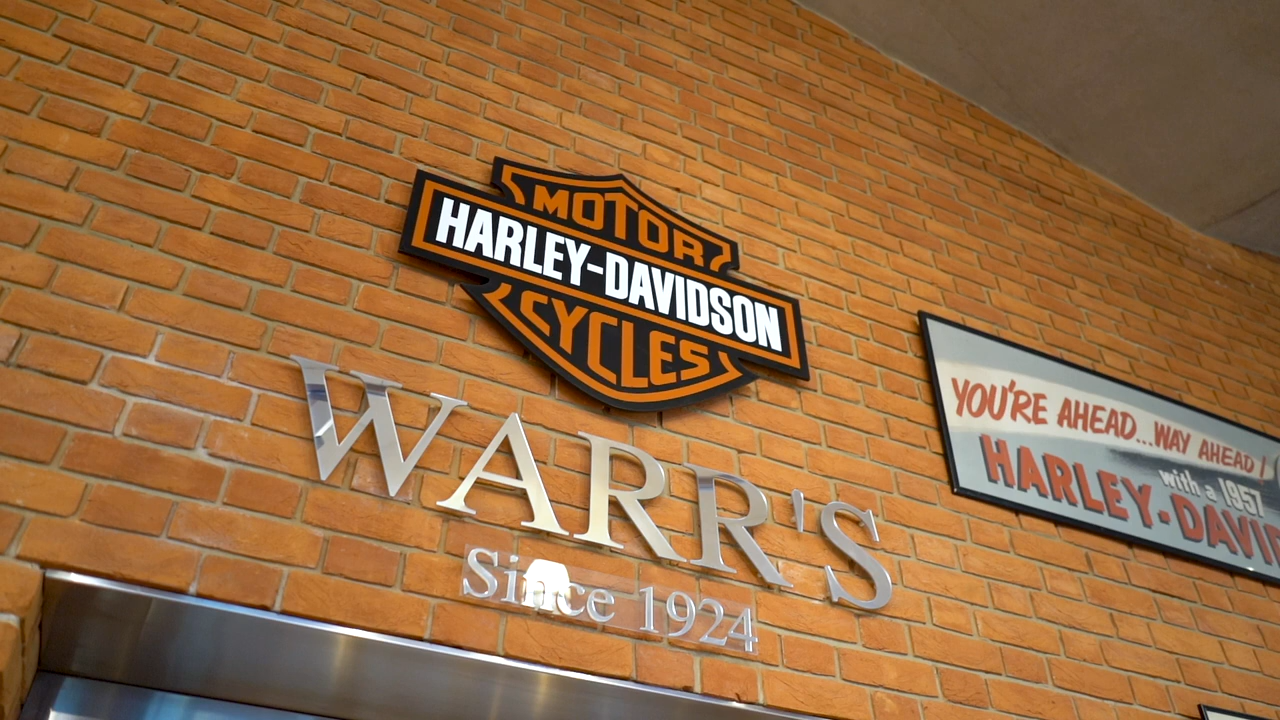 MOTOR
HARLEY-DAVIDSON
CYCLES
WARR'S
Since 1924
YOU'RE AHEAD...WAY AHEAD!
with a 1957